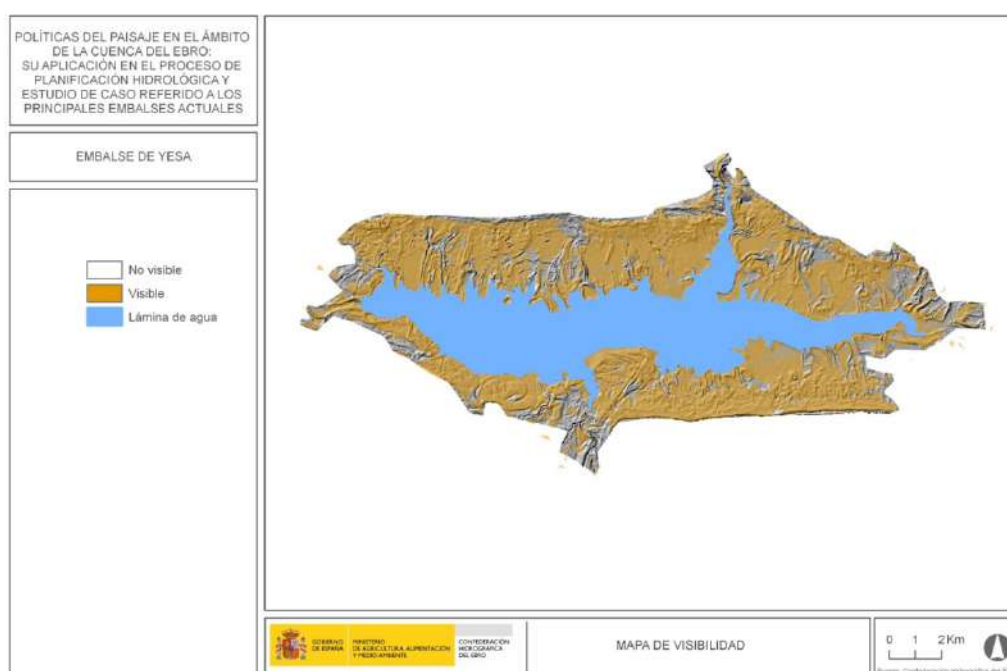 POLÍTICAS DEL PAISAJE EN EL ÁMBITO
DE LA CUENCA DEL EBRO:
SU APLICACIÓN EN EL PROCESO DE
PLANIFICACIÓN HIDROLÓGICA Y
ESTUDIO DE CASO REFERIDO A LOS
PRINCIPALES EMBALSES ACTUALES
EMBALSE DE YESA
No visible
Visible
Lámina de agua
GOBIERNO
DE ESPAÑA
MINISTERIO
DE AGRICULTURA, ALIMENTACIÓN
Y MEDIO AMBIENTE
CONFEDERACIÓN
HIDROGRÁFICA
DEL EBRO
MAPA DE VISIBILIDAD
0 1 2 Km